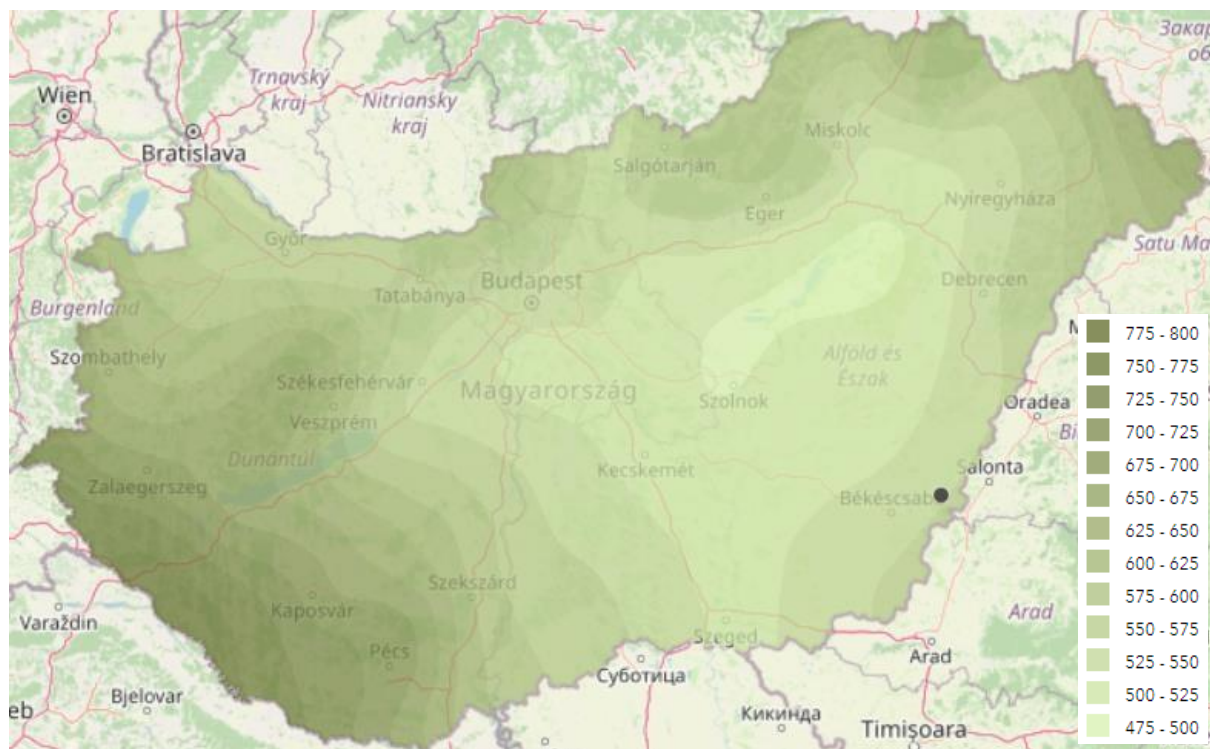 Закар
об
Wien
Trnavský
kraj
Nitriansky
kraj
Bratislava
Miskolc
Salgótarján
Nyíregyháza
Eger
Satu Ma
Győr
Budapest
Tatabánya
Debrecen
Burgenland
M
Szombathely
Székesfehérvár
Magyarország
Alföld és
Észak
Szolnok
Veszprém
Oradea
Bi
Dunántúl
Kecskemét
Salonta
Zalaegerszeg
Békéscsab
Szekszárd
Kaposvár
Varaždin
Arad
Szeged
Pécs
Суботица
Arad
Bjelovar
eb
Кикинда
Timișoara
775 - 800
750 - 775
725 - 750
700 - 725
675 - 700
650 - 675
625 - 650
600 - 625
575 - 600
550 - 575
525 - 550
500 - 525
475 - 500